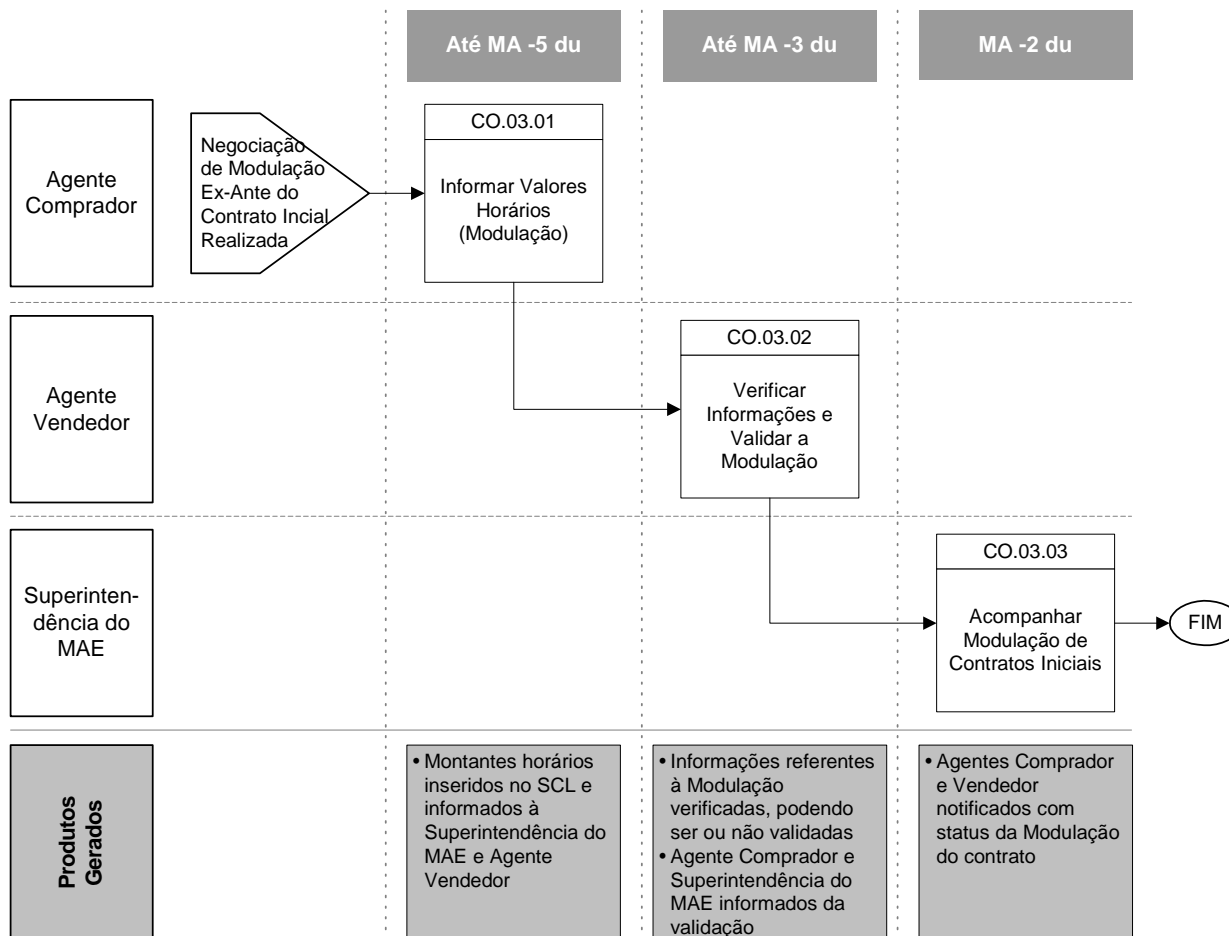 Até MA -5 du
Até MA -3 du
MA -2 du
Agente
Comprador
Negociação
de Modulação
Ex-Ante do
Contrato Incial
Realizada
CO.03.01
Informar Valores
Horários
(Modulação)
Agente
Vendedor
CO.03.02
Verificar
Informações e
Validar a
Modulação
Superinten-
dência do
MAE
CO.03.03
Acompanhar
Modulação de
Contratos Iniciais
FIM
Produtos
Gerados
• Montantes horários
inseridos no SCL e
informados à
Superintendência do
MAE e Agente
Vendedor
• Informações referentes
à Modulação
verificadas, podendo
ser ou não validadas
• Agente Comprador e
Superintendência do
MAE informados da
validação
• Agentes Comprador
e Vendedor
notificados com
status da Modulação
do contrato